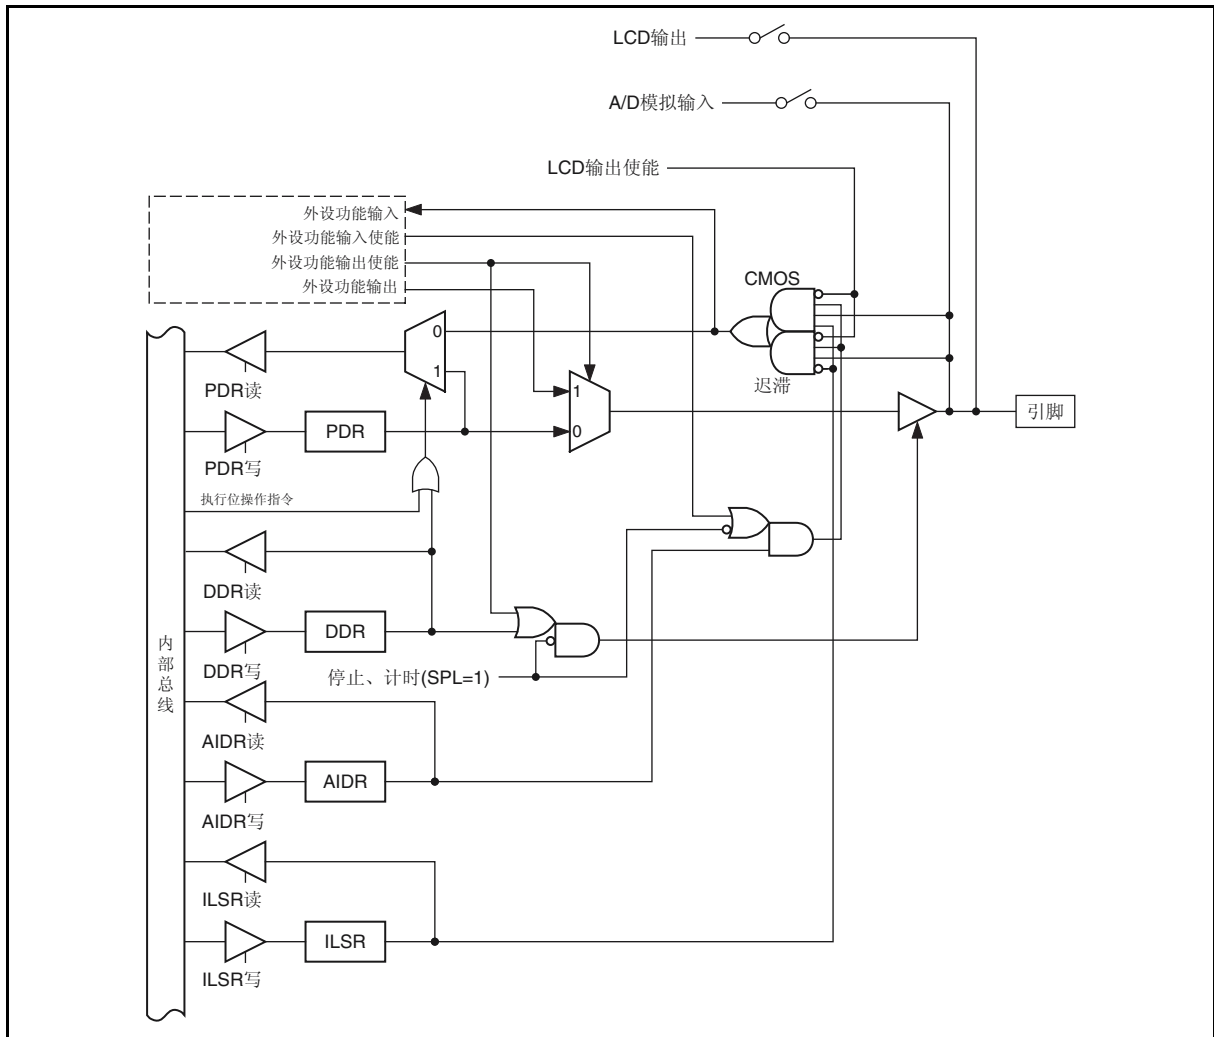 LCD输出
A/D模拟输入
LCD输出使能
外设功能输入
外设功能输入使能
外设功能输出使能
外设功能输出
CMOS
0
1
迟滞
PDR读
1
引脚
PDR
0
PDR写
执行位操作指令
DDR读
内部总线
DDR
DDR写
停止、计时(SPL=1)
AIDR读
AIDR
AIDR写
ILSR读
ILSR
ILSR写